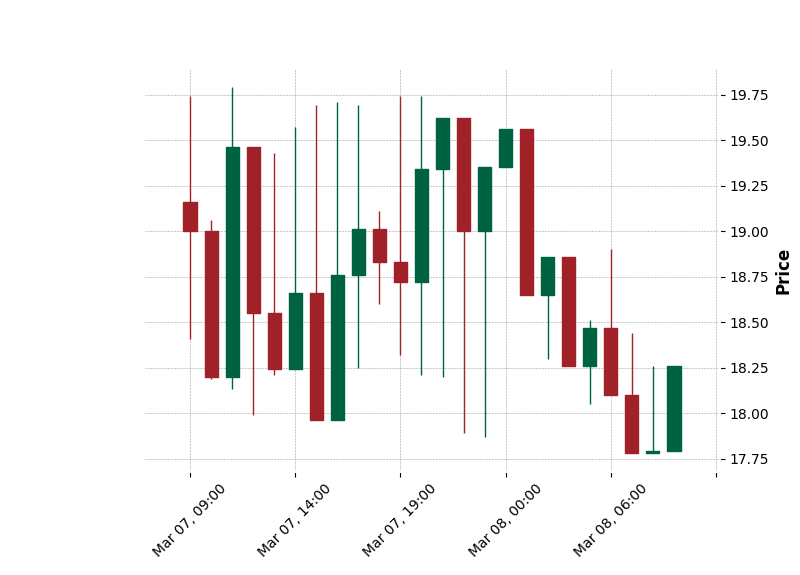 19.75
19.50
19.25
19.00
18.75
18.50
18.25
18.00
17.75
Price
Mar 07, 09:00
Mar 07, 14:00
Mar 07, 19:00
Mar 08, 00:00
Mar 08, 06:00